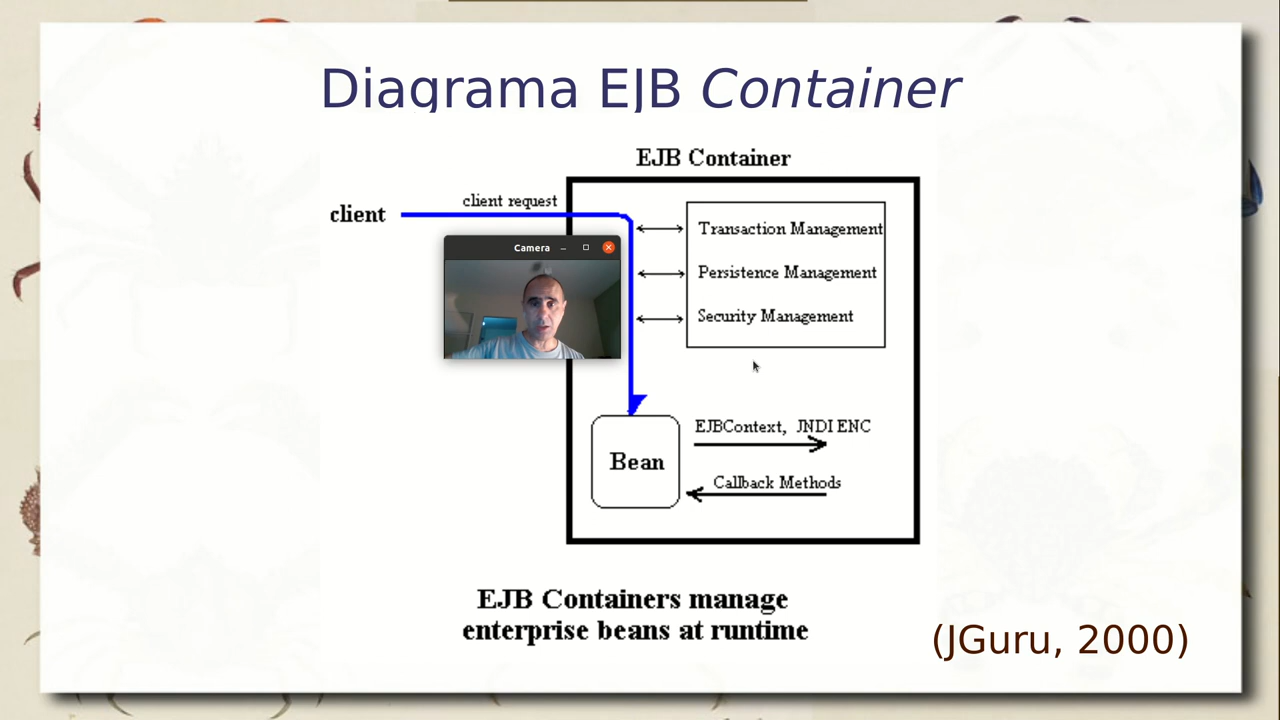 Diagrama EJB Container
EJB Container
client request
client
Camera
Transaction Management
Persistence Management
Security Management
EJBContext, JNDI ENC
Bean
Callback Methods
EJB Containers manage
enterprise beans at runtime
(JGuru, 2000)